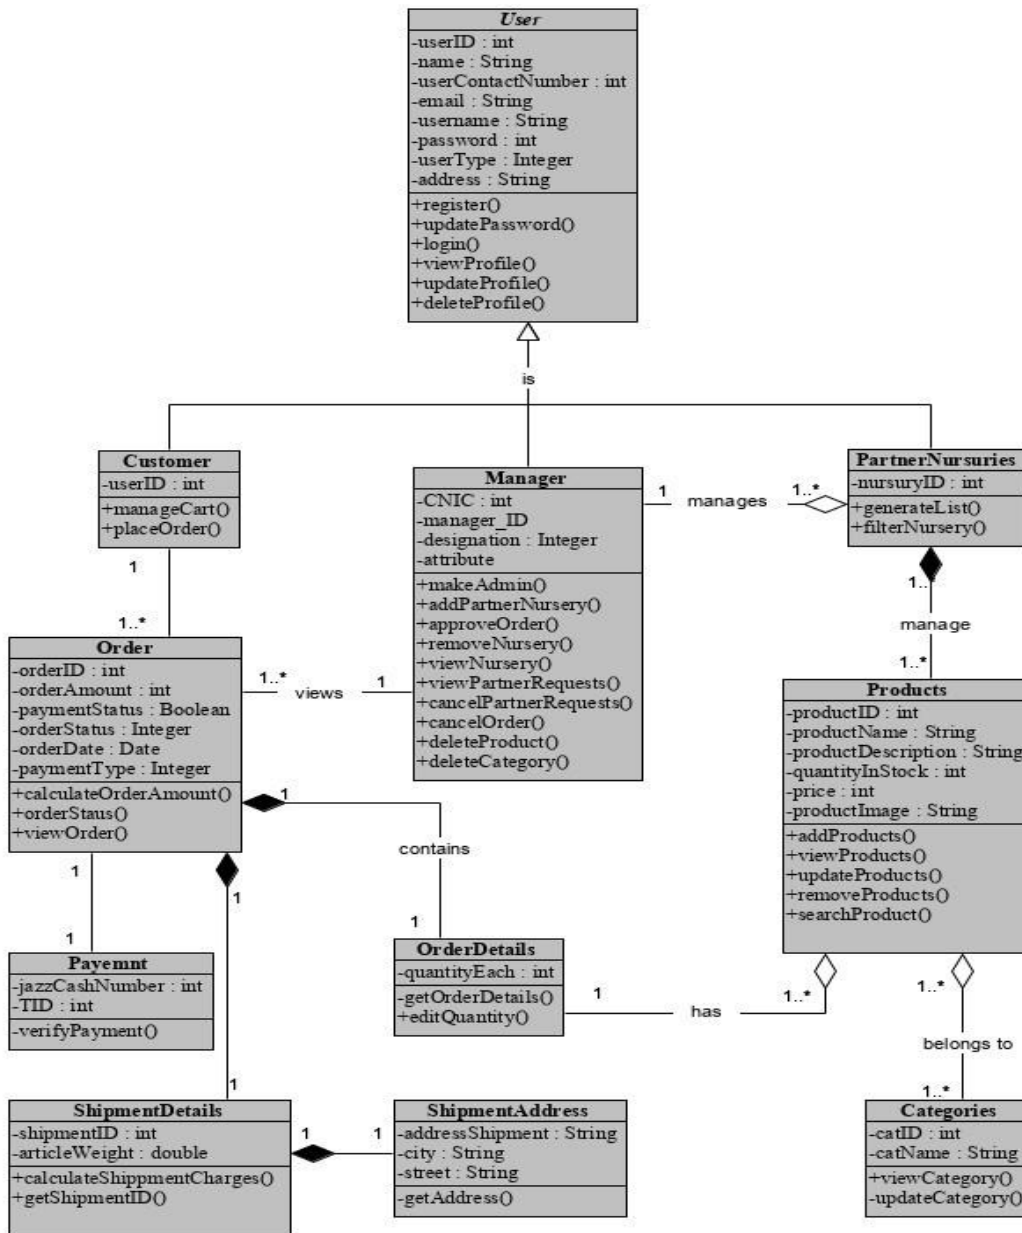 User
-userID : int
-name : String
-userContactNumber : int
-email : String
-username : String
-password : int
-userType : Integer
-address : String
+register()
+updatePassword()
+login()
+viewProfile()
+updateProfile()
+deleteProfile()
is
Customer
-userID : int
+manageCart()
+placeOrder()
Manager
-CNIC : int
-manager_ID
-designation : Integer
-attribute
+makeAdmin()
+addPartnerNursery()
+approveOrder()
+removeNursery()
+viewNursery()
+viewPartnerRequests()
+cancelPartnerRequests()
+cancelOrder()
+deleteProduct()
+deleteCategory()
1 manages 1..*
PartnerNursuries
-nursuryID : int
+generateList()
+filterNursery()
1
1..*
1..
manage
1..*
Order
-orderID : int
-orderAmount : int
-paymentStatus : Boolean
-orderStatus : Integer
-orderDate : Date
-paymentType : Integer
+calculateOrderAmount()
+orderStaus()
+viewOrder()
1..* views 1
Products
-productID : int
-productName : String
-productDescription : String
-quantityInStock : int
-price : int
-productImage : String
+addProducts()
+viewProducts()
+updateProducts()
+removeProducts()
+searchProduct()
1
contains
1
1
1
1
Payemnt
-jazzCashNumber : int
-TID : int
-verifyPayment()
OrderDetails
-quantityEach : int
-getOrderDetails()
+editQuantity()
1 has 1..*
1..*
belongs to
1..*
1
ShipmentDetails
-shipmentID : int
-articleWeight : double
+calculateShippmentCharges()
+getShipmentID()
1 1
ShipmentAddress
-addressShipment : String
-city : String
-street : String
-getAddress()
Categories
-catID : int
-catName : String
+viewCategory()
-updateCategory()